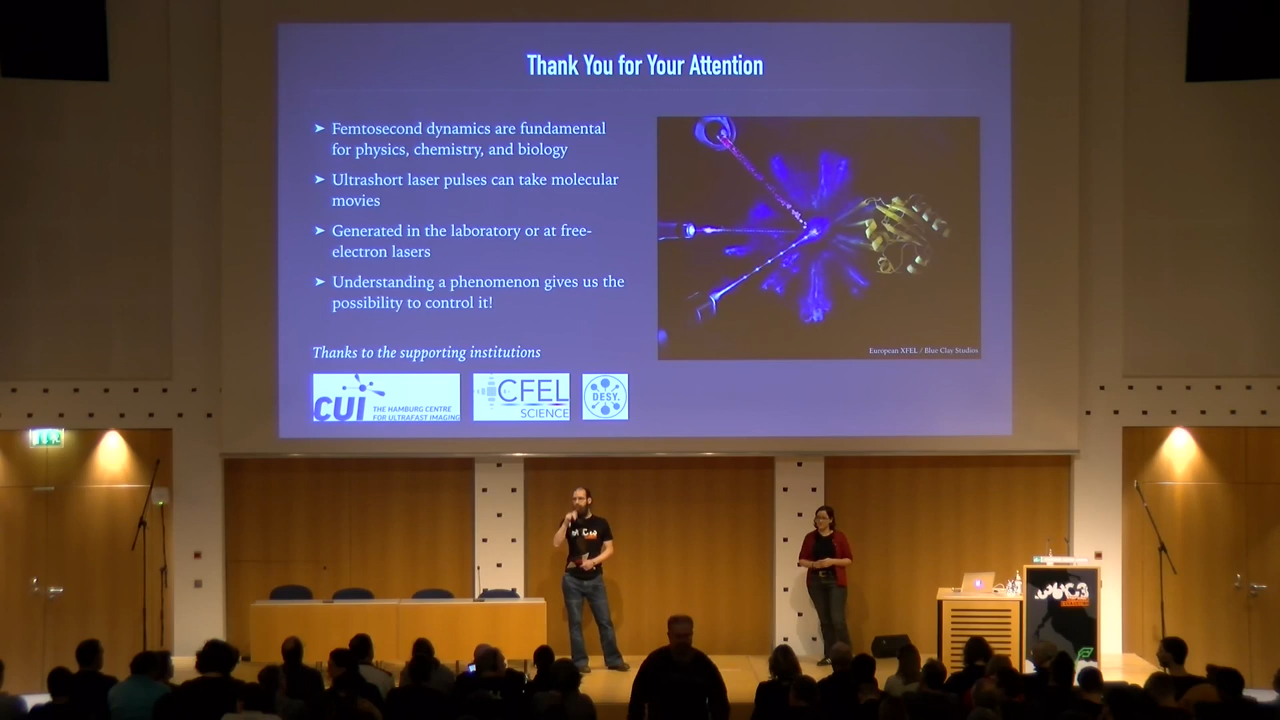 Thank You for Your Attention
➤ Femtosecond dynamics are fundamental
for physics, chemistry, and biology
➤ Ultrashort laser pulses can take molecular
movies
➤ Generated in the laboratory or at free-
electron lasers
➤ Understanding a phenomenon gives us the
possibility to control it!
European XFEL / Blue Clay Studios
Thanks to the supporting institutions
CUI THE HAMBURG CENTRE
FOR ULTRAFAST IMAGING
CFEL
SCIENCE
DESY.